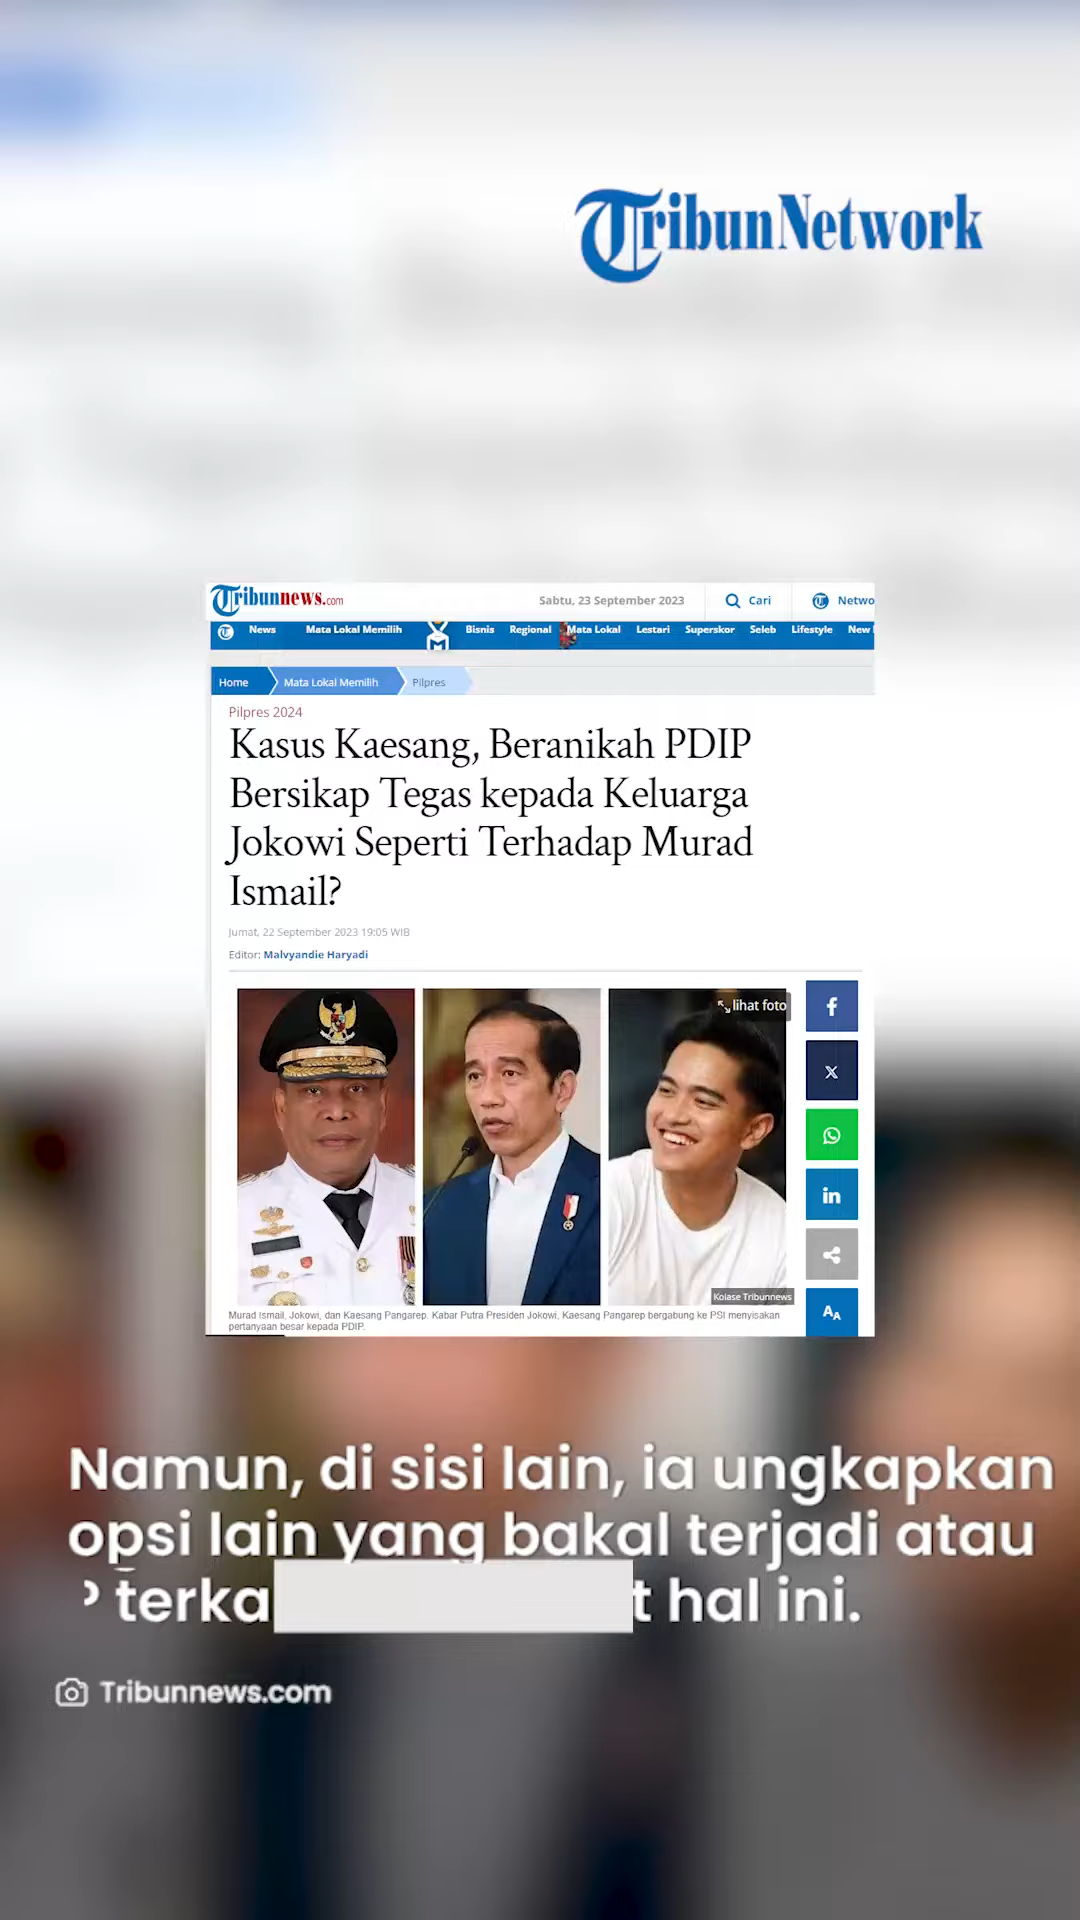 Tribun Network
Tribunnews.com
Sabtu, 23 September 2023
Cari
Netwo
News
Mata Lokal Memilih
Bisnis
Regional
Mata Lokal
Lestari
Superskor
Seleb
Lifestyle
New
Home
Mata Lokal Memilih
Pilpres
Pilpres 2024
Kasus Kaesang, Beranikah PDIP
Bersikap Tegas kepada Keluarga
Jokowi Seperti Terhadap Murad
Ismail?
Jumat, 22 September 2023 19:05 WIB
Editor: Malvyandie Haryadi
lihat foto
Kolase Tribunnews
Murad Ismail, Jokowi, dan Kaesang Pangarep. Kabar Putra Presiden Jokowi, Kaesang Pangarep bergabung ke PSI menyisakan
pertanyaan besar kepada PDIP.
Namun, di sisi lain, ia ungkapkan
opsi lain yang bakal terjadi atau
hal ini.
Tribunnews.com